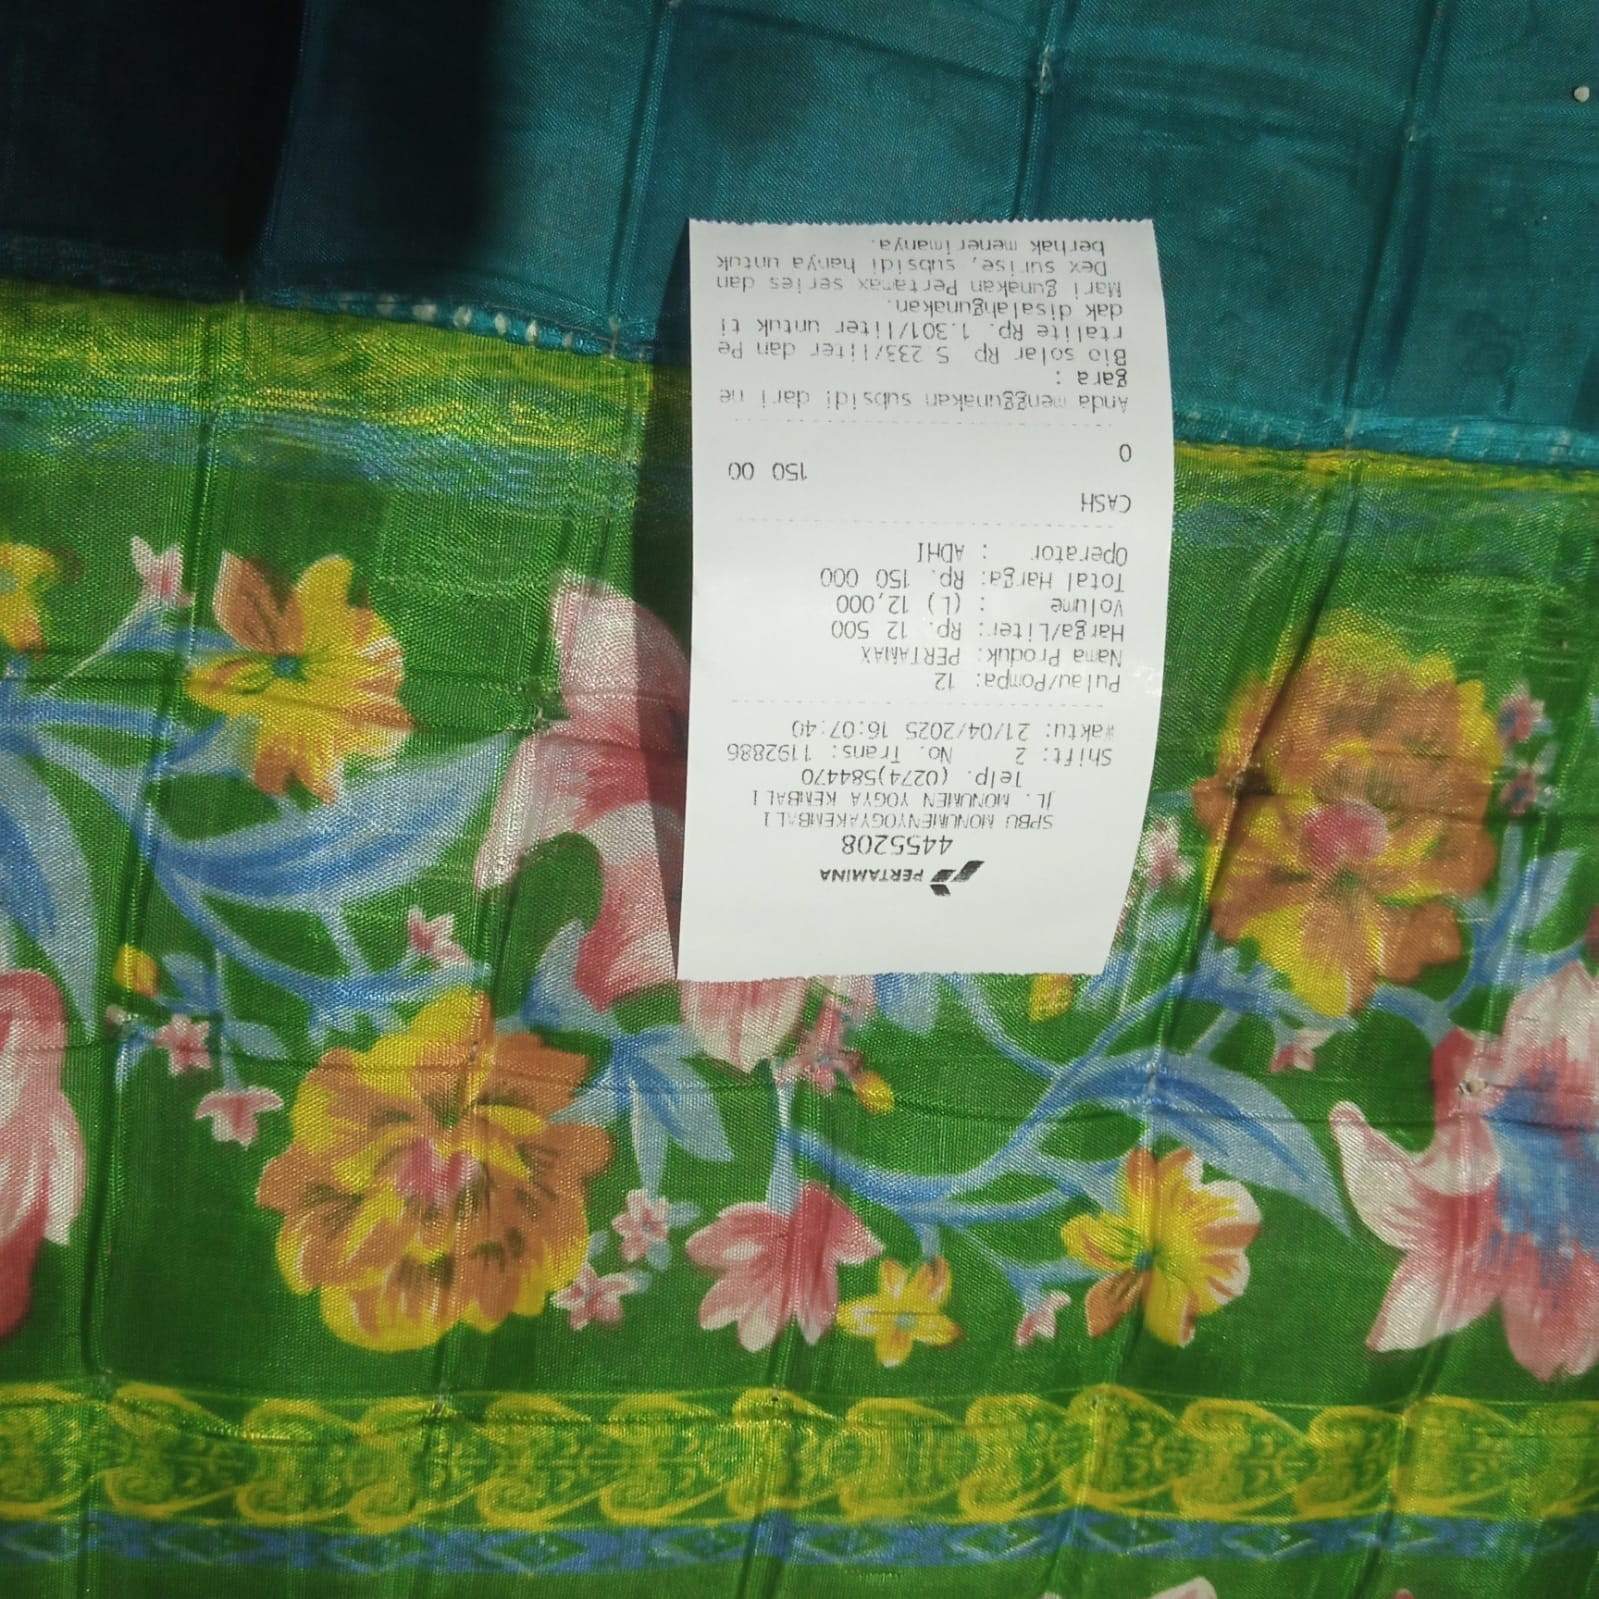 PERTAMINA
4455208
SPBU MONUMENYOGYAKEMBALI
JL. MONUMEN YOGYA KEMBALI
Telp. (0274)584470
Shift: 2 No. Trans: 1192886
Waktu: 21/04/2025 16:07:40
Pulau/Pompa: 12
Nama Produk: PERTAMAX
Harga/Liter: Rp. 12 500
Volume : (L) 12,000
Total Harga: Rp. 150 000
Operator : ADHI
CASH
150 00
0
Anda menggunakan subsidi dari ne
gara :
Bio solar Rp. 5 233/liter dan Pe
rtalite Rp. 1.301/liter untuk ti
dak disalahgunakan.
Mari gunakan Pertamax series dan
Dex surise, subsidi hanya untuk
berhak menerimanya.